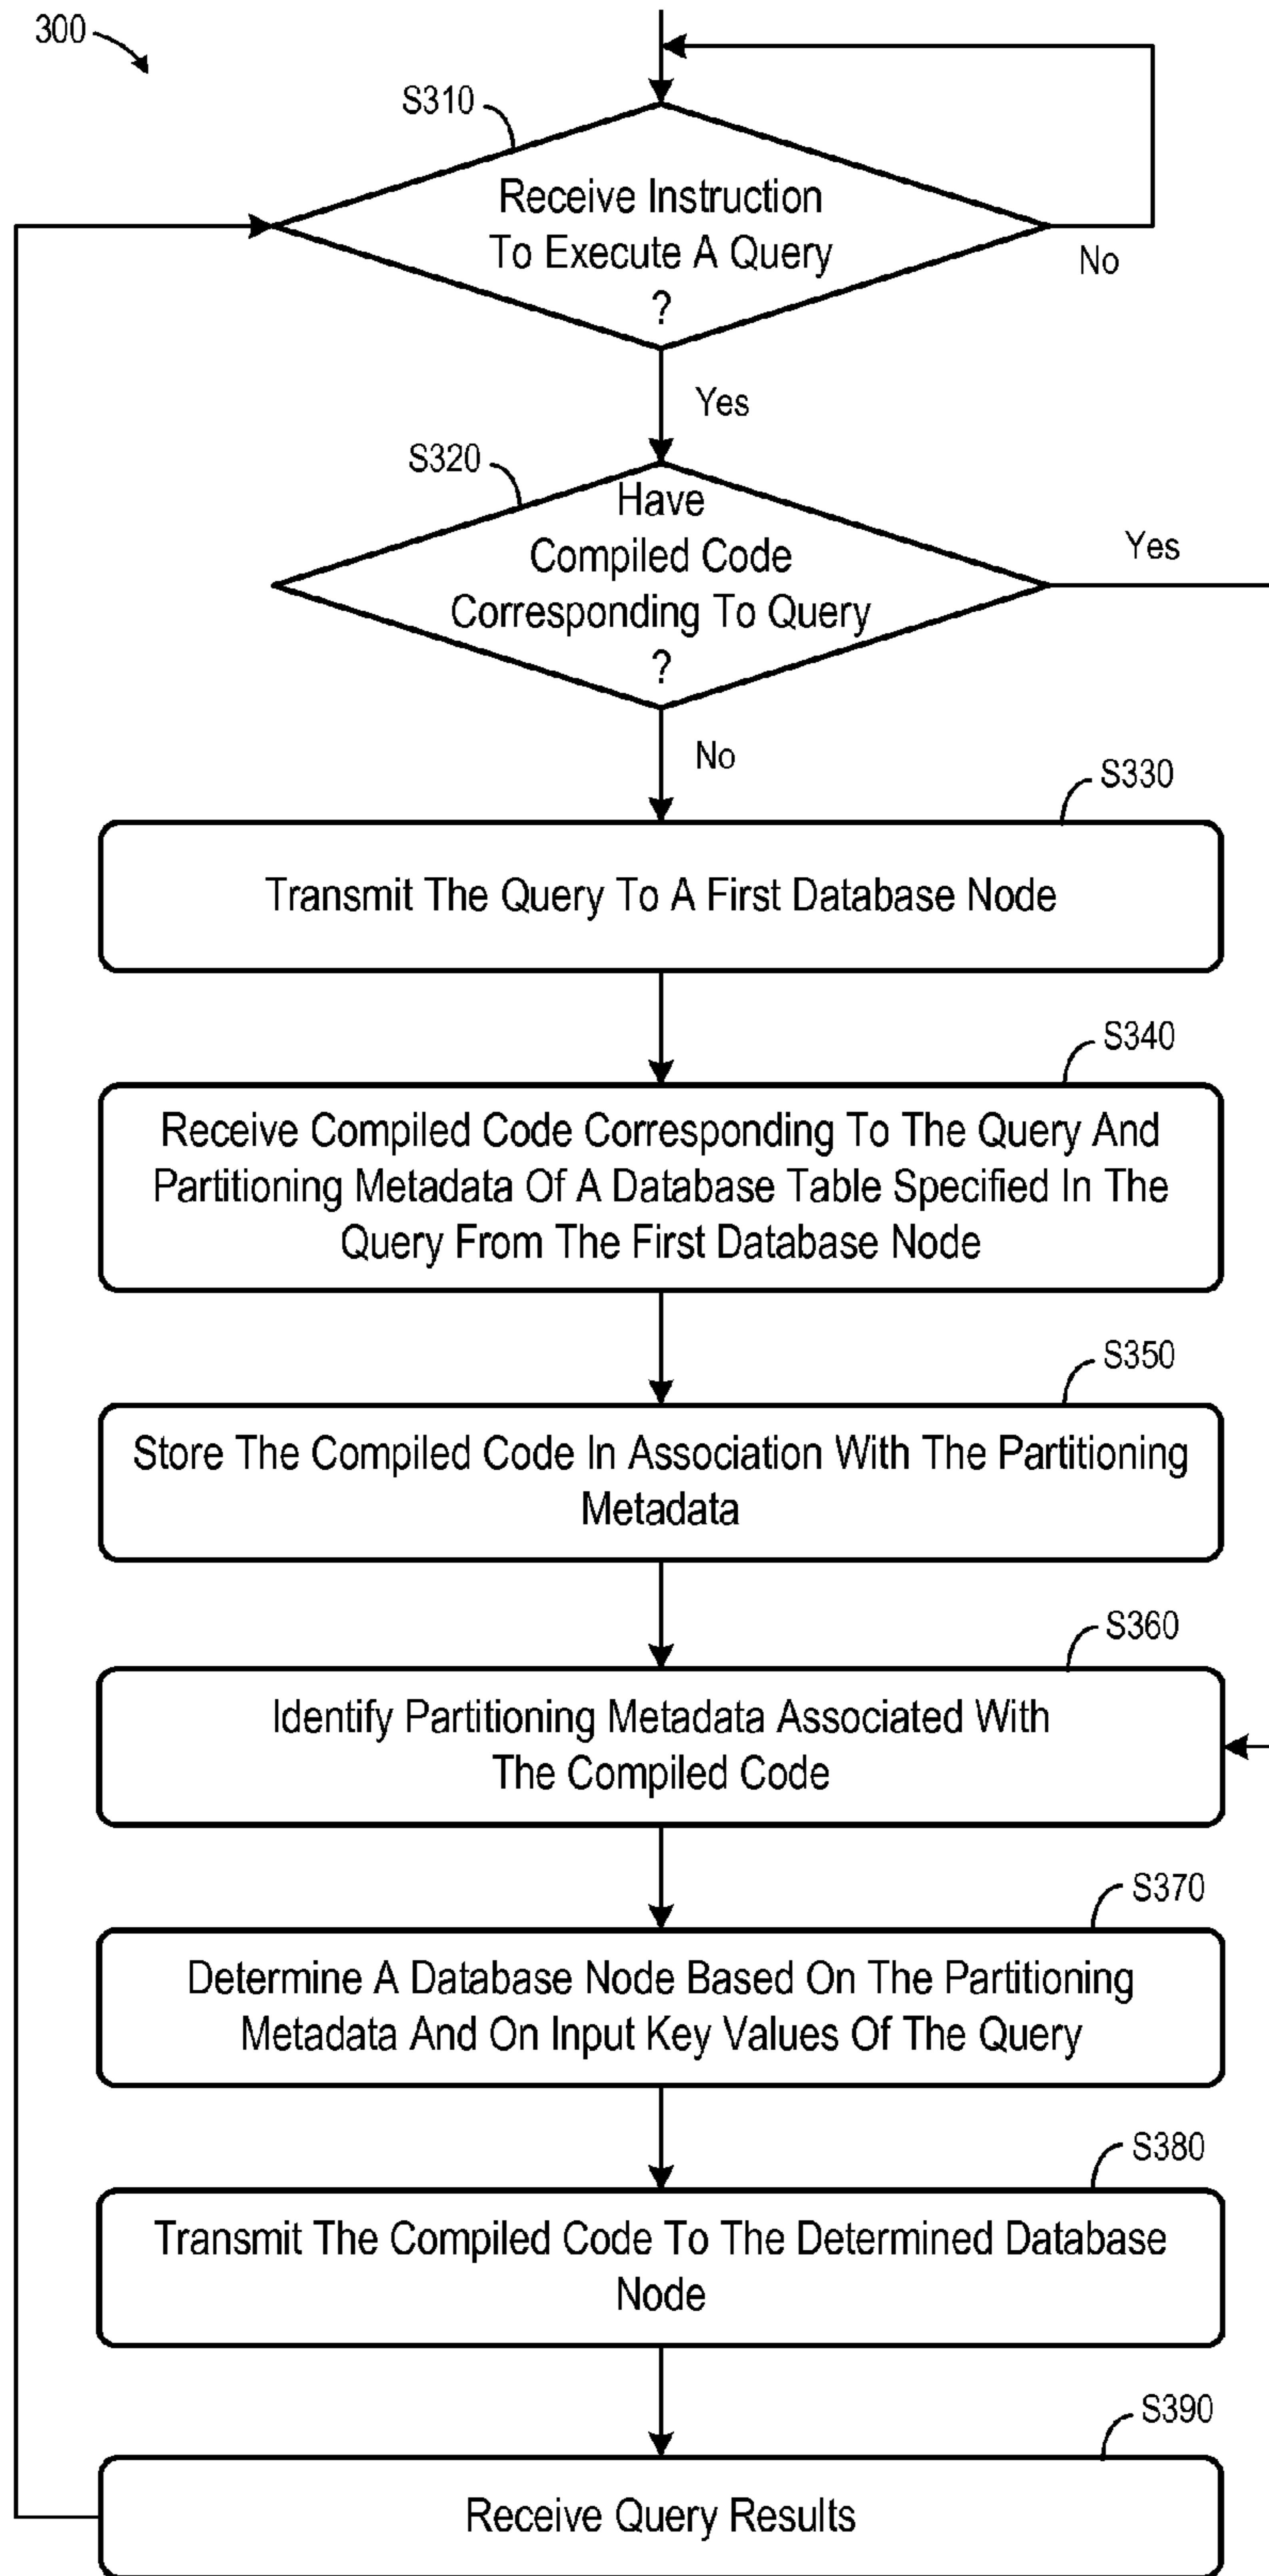 300
S310
Receive Instruction
To Execute A Query
?
No
Yes
S320
Have
Compiled Code
Corresponding To Query
?
Yes
No
S330
Transmit The Query To A First Database Node
S340
Receive Compiled Code Corresponding To The Query And
Partitioning Metadata Of A Database Table Specified In The
Query From The First Database Node
S350
Store The Compiled Code In Association With The Partitioning
Metadata
S360
Identify Partitioning Metadata Associated With
The Compiled Code
S370
Determine A Database Node Based On The Partitioning
Metadata And On Input Key Values Of The Query
S380
Transmit The Compiled Code To The Determined Database
Node
S390
Receive Query Results